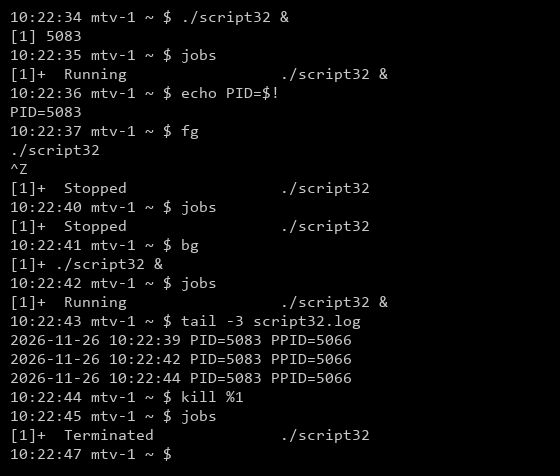 10:22:34 mtv-1 ~ $ ./script32 &
[1] 5083
10:22:35 mtv-1 ~ $ jobs
[1]+  Running                 ./script32 &
10:22:36 mtv-1 ~ $ echo PID=$!
PID=5083
10:22:37 mtv-1 ~ $ fg
./script32
^Z
[1]+  Stopped                 ./script32
10:22:40 mtv-1 ~ $ jobs
[1]+  Stopped                 ./script32
10:22:41 mtv-1 ~ $ bg
[1]+ ./script32 &
10:22:42 mtv-1 ~ $ jobs
[1]+  Running                 ./script32 &
10:22:43 mtv-1 ~ $ tail -3 script32.log
2026-11-26 10:22:39 PID=5083 PPID=5066
2026-11-26 10:22:42 PID=5083 PPID=5066
2026-11-26 10:22:44 PID=5083 PPID=5066
10:22:44 mtv-1 ~ $ kill %1
10:22:45 mtv-1 ~ $ jobs
[1]+  Terminated              ./script32
10:22:47 mtv-1 ~ $